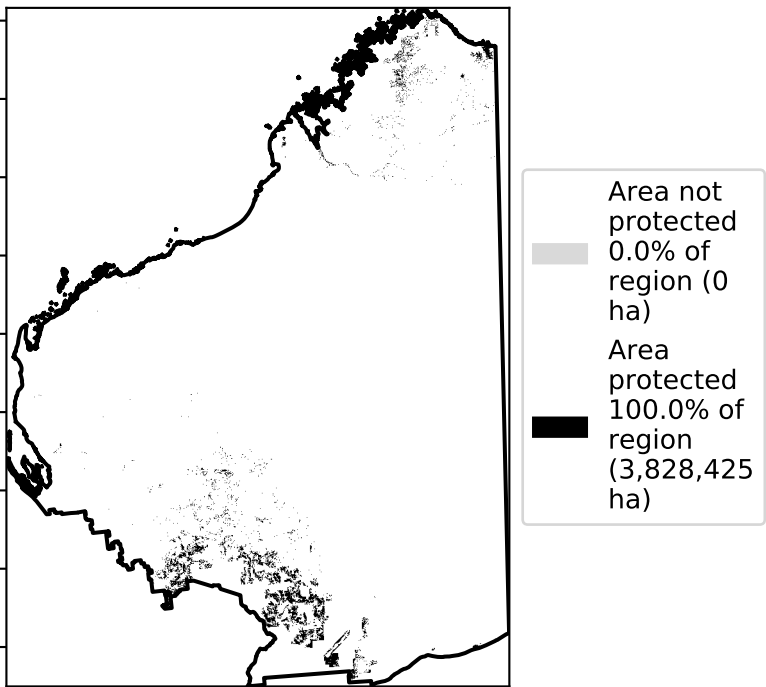 Area not
protected
0.0% of
region (0
ha)
Area
protected
100.0% of
region
(3,828,425
ha)